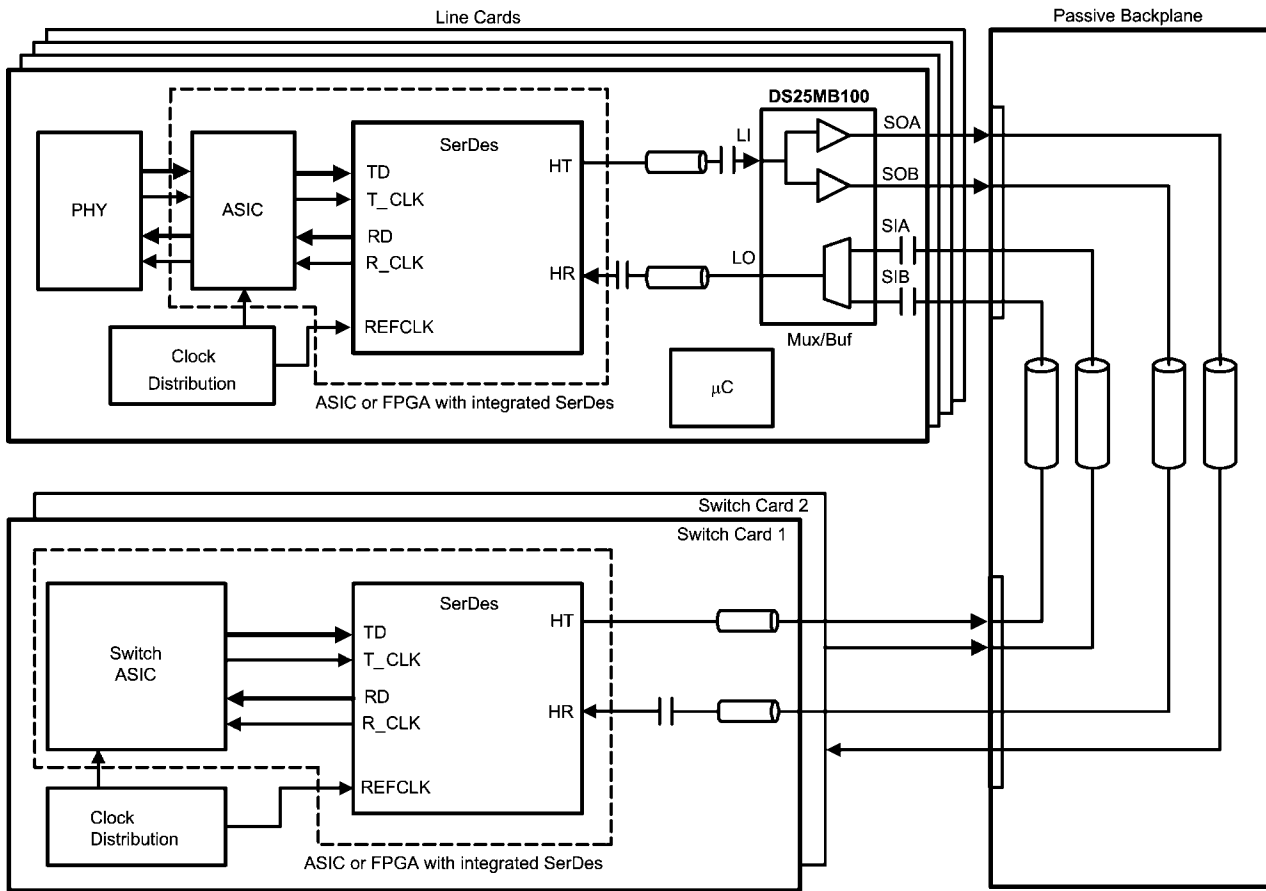 Line Cards
Passive Backplane
DS25MB100
SerDes
PHY
ASIC
TD
T_CLK
RD
R_CLK
REFCLK
HT
HR
LI
LO
SOA
SOB
SIA
SIB
Mux/Buf
Clock
Distribution
ASIC or FPGA with integrated SerDes
μC
Switch Card 2
Switch Card 1
SerDes
Switch
ASIC
TD
T_CLK
RD
R_CLK
REFCLK
HT
HR
Clock
Distribution
ASIC or FPGA with integrated SerDes